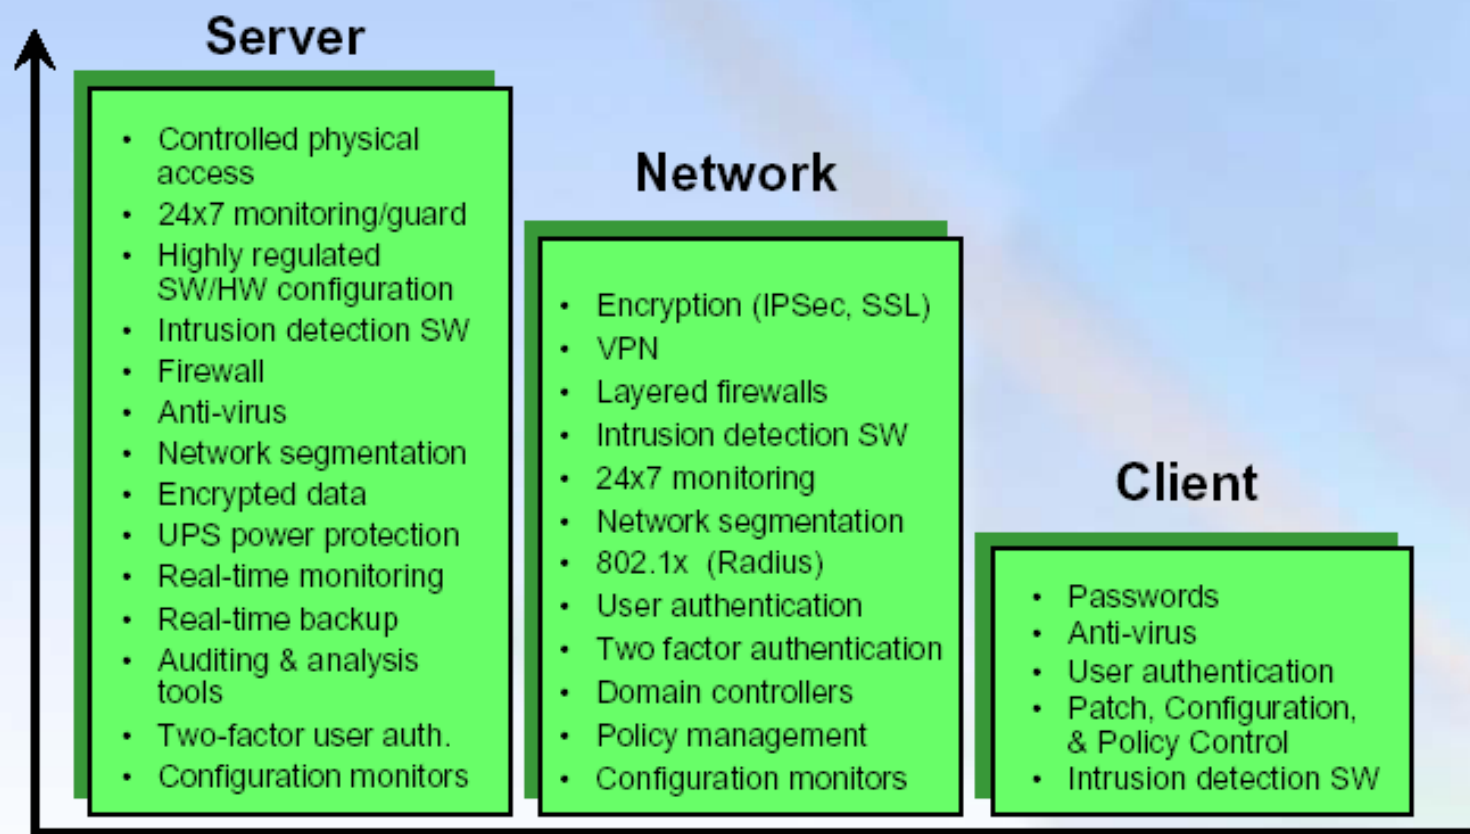 Server
• Controlled physical
access
• 24x7 monitoring/guard
• Highly regulated
SW/HW configuration
• Intrusion detection SW
• Firewall
• Anti-virus
• Network segmentation
• Encrypted data
• UPS power protection
• Real-time monitoring
• Real-time backup
• Auditing & analysis
tools
• Two-factor user auth.
• Configuration monitors
Network
• Encryption (IPSec, SSL)
• VPN
• Layered firewalls
• Intrusion detection SW
• 24x7 monitoring
• Network segmentation
• 802.1x (Radius)
• User authentication
• Two factor authentication
• Domain controllers
• Policy management
• Configuration monitors
Client
• Passwords
• Anti-virus
• User authentication
• Patch, Configuration,
& Policy Control
• Intrusion detection SW